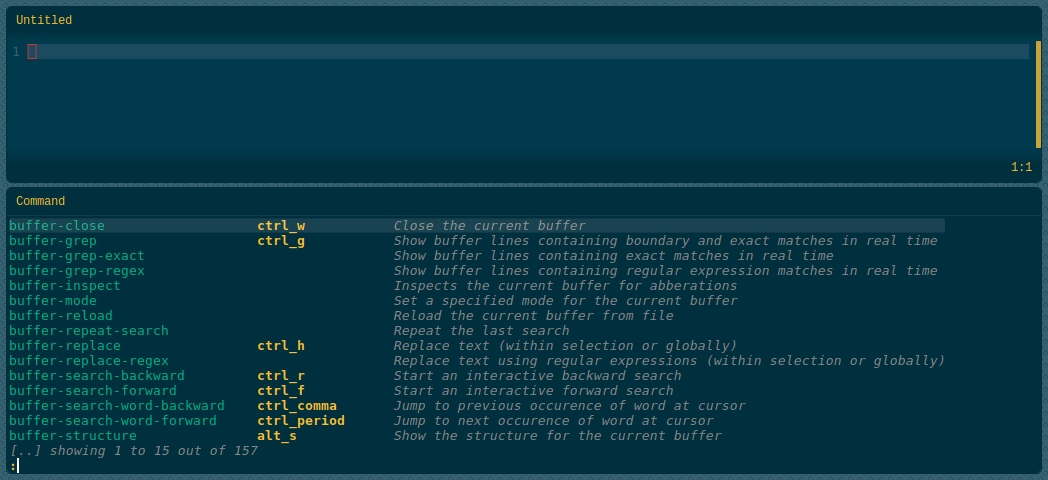 Untitled
1
1:1
Command
buffer-close ctrl_w Close the current buffer
buffer-grep ctrl_g Show buffer lines containing boundary and exact matches in real time
buffer-grep-exact Show buffer lines containing exact matches in real time
buffer-grep-regex Show buffer lines containing regular expression matches in real time
buffer-inspect Inspects the current buffer for abberations
buffer-mode Set a specified mode for the current buffer
buffer-reload Reload the current buffer from file
buffer-repeat-search Repeat the last search
buffer-replace ctrl_h Replace text (within selection or globally)
buffer-replace-regex Replace text using regular expressions (within selection or globally)
buffer-search-backward ctrl_r Start an interactive backward search
buffer-search-forward ctrl_f Start an interactive forward search
buffer-search-word-backward ctrl_comma Jump to previous occurence of word at cursor
buffer-search-word-forward ctrl_period Jump to next occurence of word at cursor
buffer-structure alt_s Show the structure for the current buffer
[..] showing 1 to 15 out of 157
: